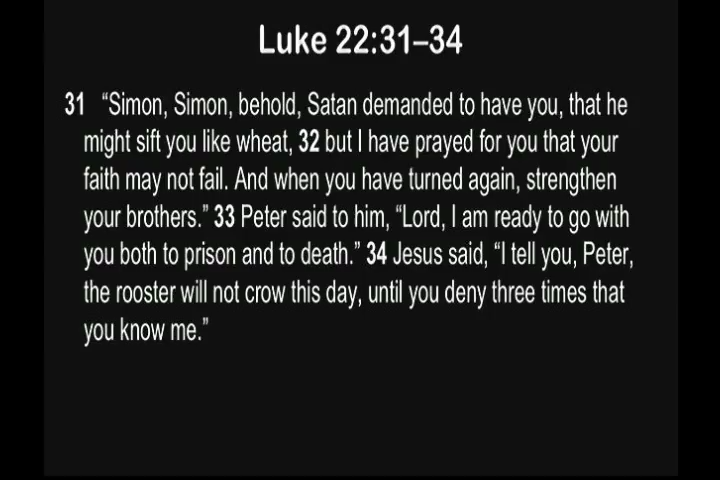 Luke 22:31–34
31 “Simon, Simon, behold, Satan demanded to have you, that he
might sift you like wheat, 32 but I have prayed for you that your
faith may not fail. And when you have turned again, strengthen
your brothers.” 33 Peter said to him, “Lord, I am ready to go with
you both to prison and to death.” 34 Jesus said, “I tell you, Peter,
the rooster will not crow this day, until you deny three times that
you know me.”